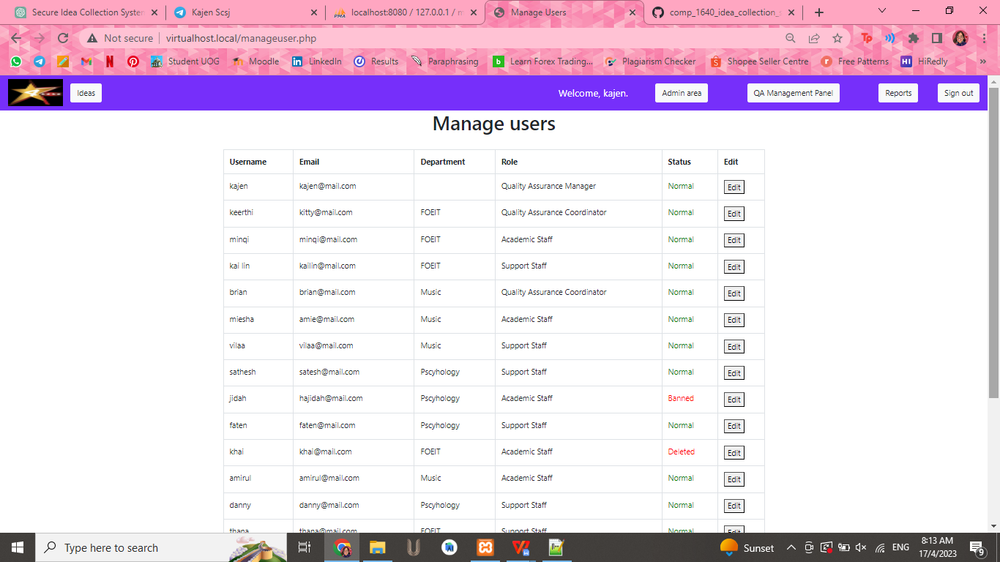 Secure Idea Collection System
Kajen Scsj
localhost:8080 / 127.0.0.1 / m
Manage Users
comp_1640_idea_collection_s
Not secure
virtualhost.local/manageuser.php
Student UOG
Moodle
LinkedIn
Results
Paraphrasing
Learn Forex Trading...
Plagiarism Checker
Shopee Seller Centre
Free Patterns
HiRedly
Ideas
Welcome, kajen.
Admin area
QA Management Panel
Reports
Sign out
Manage users
Username Email Department Role Status Edit
kajen kajen@mail.com Quality Assurance Manager Normal Edit
keerthi kitty@mail.com FOEIT Quality Assurance Coordinator Normal Edit
minqi minqi@mail.com FOEIT Academic Staff Normal Edit
kai lin kailin@mail.com FOEIT Support Staff Normal Edit
brian brian@mail.com Music Quality Assurance Coordinator Normal Edit
miesha amie@mail.com Music Academic Staff Normal Edit
vilaa vilaa@mail.com Music Support Staff Normal Edit
sathesh satesh@mail.com Pscyhology Support Staff Normal Edit
jidah hajidah@mail.com Pscyhology Academic Staff Banned Edit
faten faten@mail.com Pscyhology Support Staff Normal Edit
khai khai@mail.com FOEIT Academic Staff Deleted Edit
amirul amirul@mail.com Music Academic Staff Normal Edit
danny danny@mail.com Pscyhology Support Staff Normal Edit
thana thana@mail.com FOEIT Support Staff Normal Edit
Type here to search
Sunset
ENG
8:13 AM
17/4/2023
9